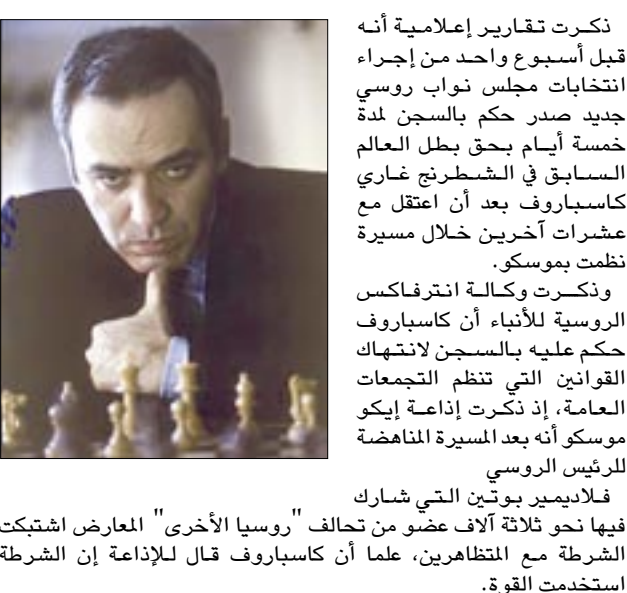 ذكرت تقارير إعلامية أنه
قبل أسبوع واحد من إجراء
انتخابات مجلس نواب روسي
جديد صدر حكم بالسجن لمدة
خمسة أيام بحق بطل العالم
السابق في الشطرنج غاري
كاسباروف بعد أن اعتقل مع
عشرات آخرين خلال مسيرة
نظمت بموسكو.
وذكرت وكالة انترفاكس
الروسية للأنباء أن كاسباروف
حكم عليه بالسجن لانتهاك
القوانين التي تنظم التجمعات
العامة، إذ ذكرت إذاعة إيكو
موسكو أنه بعد المسيرة المناهضة
للرئيس الروسي
فلاديمير بوتين التي شارك
فيها نحو ثلاثة آلاف عضو من تحالف "روسيا الأخرى" المعارض اشتبكت
الشرطة مع المتظاهرين، علما أن كاسباروف قال للإذاعة إن الشرطة
استخدمت القوة.